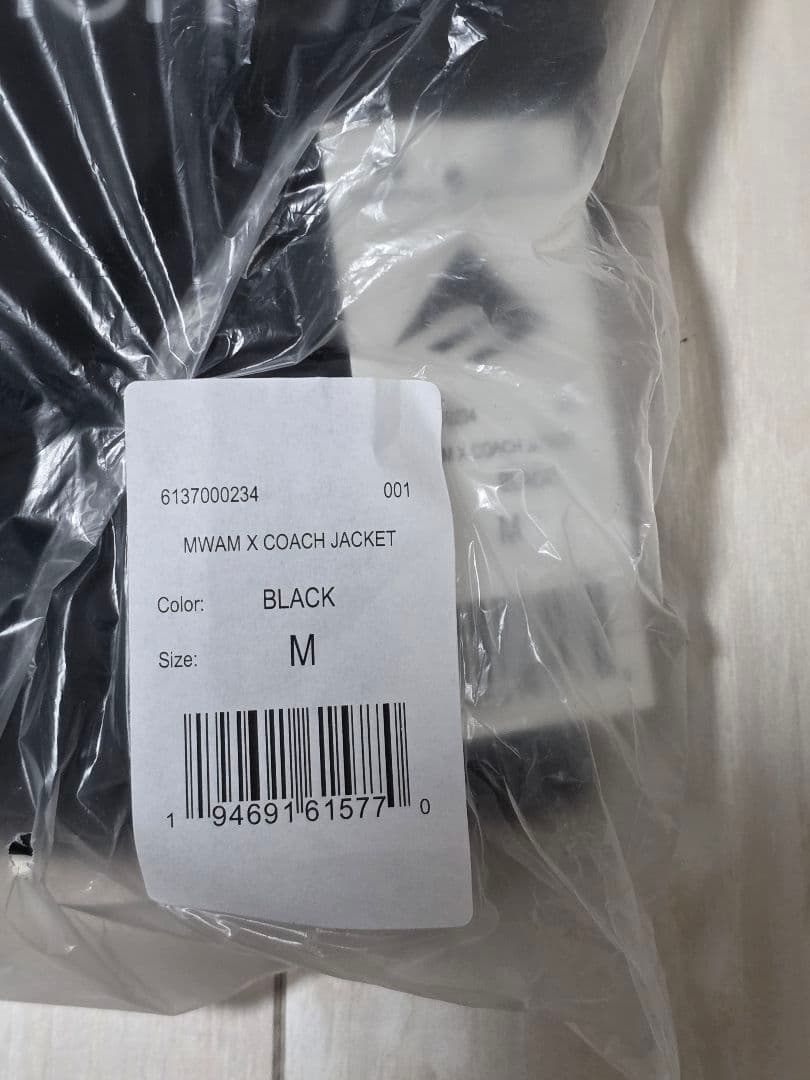 6137000234 001
MWAM X COACH JACKET
Color: BLACK
Size: M
1 94691 61577 0
M